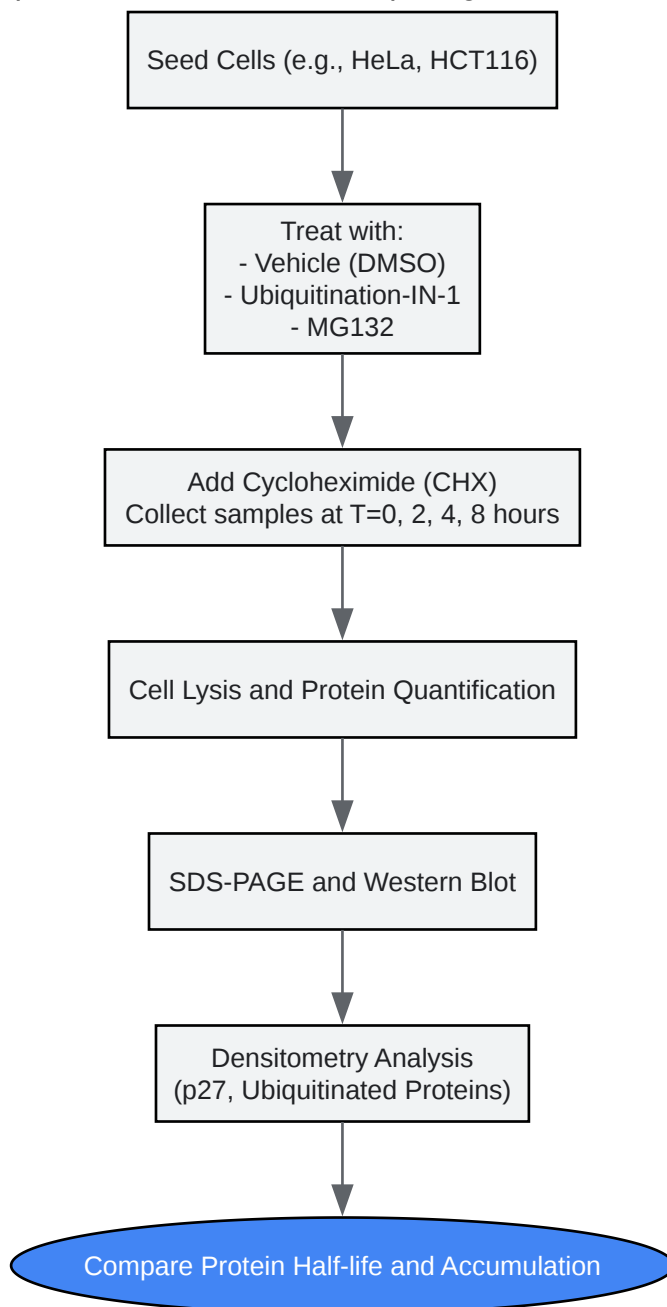 Seed Cells (e.g., HeLa, HCT116)
Treat with:
- Vehicle (DMSO)
- Ubiquitination-IN-1
- MG132
Add Cycloheximide (CHX)
Collect samples at T=0, 2, 4, 8 hours
Cell Lysis and Protein Quantification
SDS-PAGE and Western Blot
Densitometry Analysis
(p27, Ubiquitinated Proteins)
Compare Protein Half-life and Accumulation